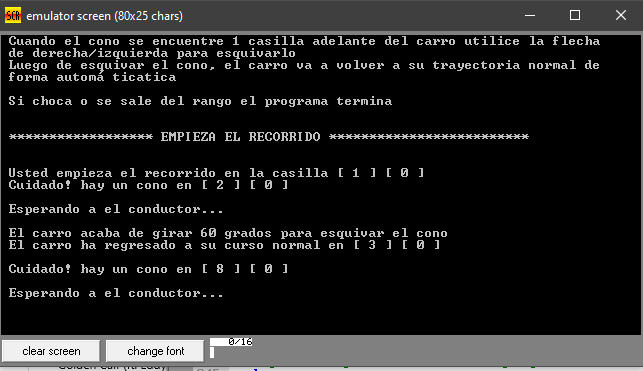 SCR emulator screen (80x25 chars)
Cuando el cono se encuentre 1 casilla adelante del carro utilice la flecha
de derecha/izquierda para esquivarlo
Luego de esquivar el cono, el carro va a volver a su trayectoria normal de
forma automá ticatica
Si choca o se sale del rango el programa termina
****************** EMPIEZA EL RECORRIDO *************************
Usted empieza el recorrido en la casilla [ 1 ] [ 0 ]
Cuidado! hay un cono en [ 2 ] [ 0 ]
Esperando a el conductor...
El carro acaba de girar 60 grados para esquivar el cono
El carro ha regresado a su curso normal en [ 3 ] [ 0 ]
Cuidado! hay un cono en [ 8 ] [ 0 ]
Esperando a el conductor...
clear screen
change font
0/16